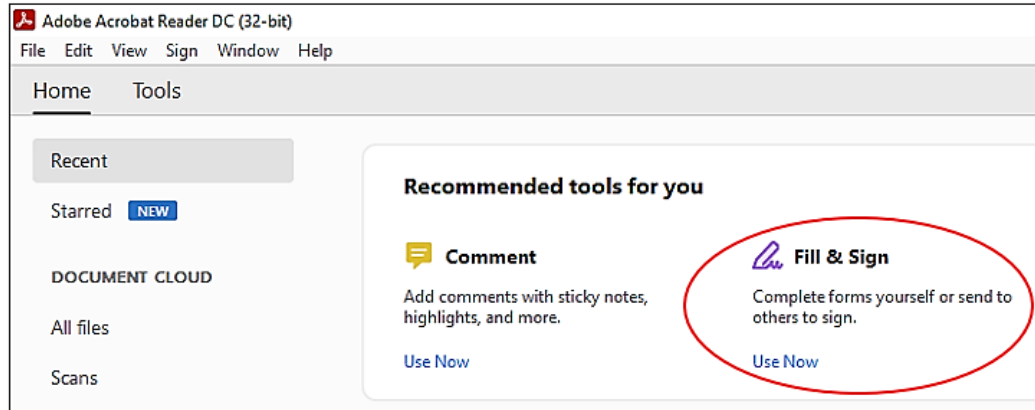 Adobe Acrobat Reader DC (32-bit)
File Edit View Sign Window Help
Home Tools
Recent
Starred NEW
DOCUMENT CLOUD
All files
Scans
Recommended tools for you
Comment
Add comments with sticky notes,
highlights, and more.
Use Now
Fill & Sign
Complete forms yourself or send to
others to sign.
Use Now